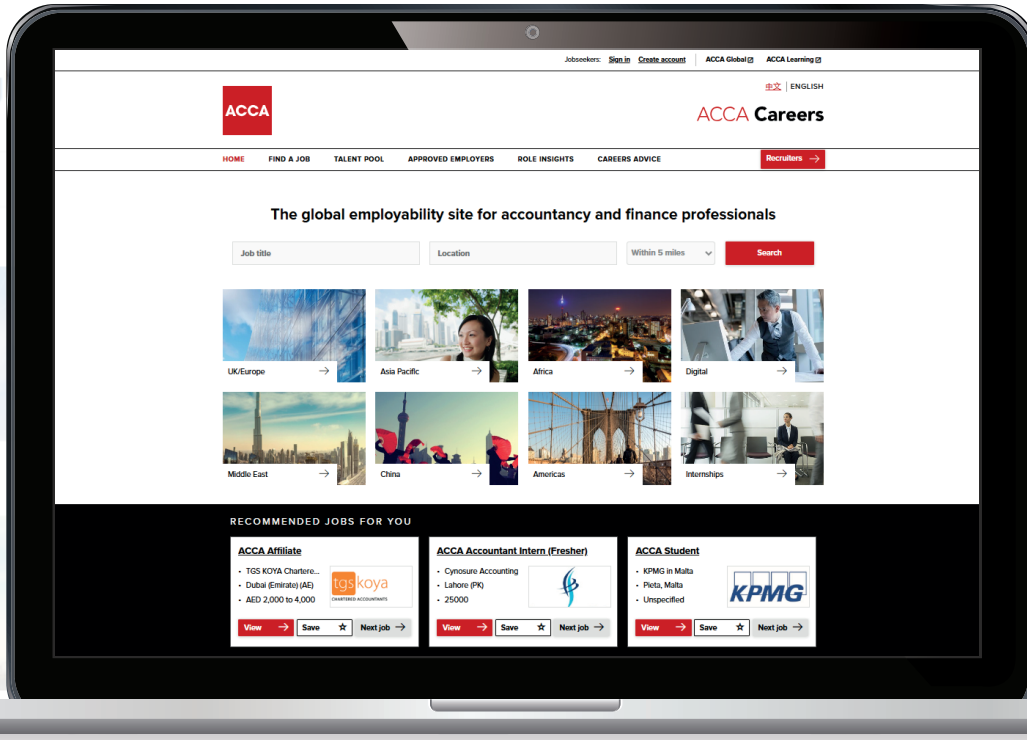 Jobseekers: Sign in Create account ACCA Global ACCA Learning
中文 | ENGLISH
ACCA
ACCA Careers
HOME FIND A JOB TALENT POOL APPROVED EMPLOYERS ROLE INSIGHTS CAREERS ADVICE Recruiters →
The global employability site for accountancy and finance professionals
Job title Location Within 5 miles Search
UK/Europe → Asia Pacific → Africa → Digital →
Middle East → China → Americas → Internships →
RECOMMENDED JOBS FOR YOU
ACCA Affiliate
• TGS KOYA Chartere...
• Dubai (Emirate) (AE)
• AED 2,000 to 4,000
tgs koya
CHARTERED ACCOUNTANTS
View → Save ☆ Next job →
ACCA Accountant Intern (Fresher)
• Cynosure Accounting
• Lahore (PK)
• 25000
View → Save ☆ Next job →
ACCA Student
• KPMG in Malta
• Pieta, Malta
• Unspecified
KPMG
View → Save ☆ Next job →